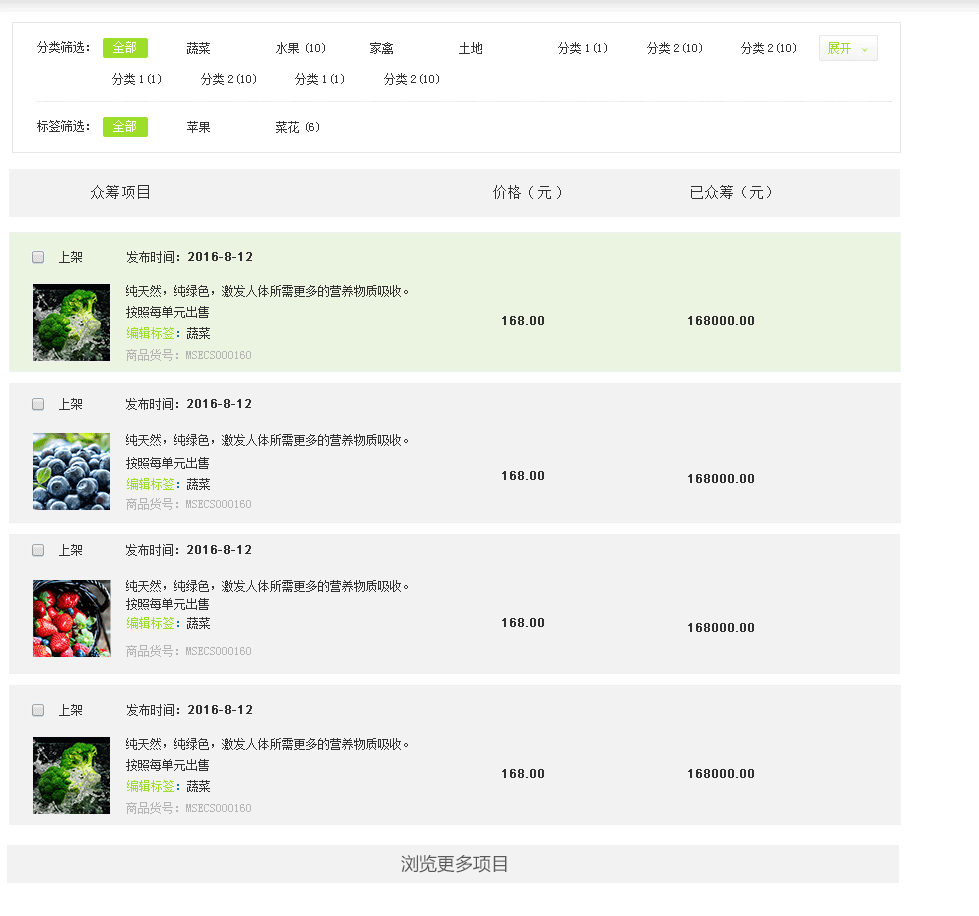 分类筛选： 全部 蔬菜 水果 (10) 家禽 土地 分类 1 (1) 分类 2 (10) 分类 2 (10) 展开
分类 1 (1) 分类 2 (10) 分类 1 (1) 分类 2 (10)
标签筛选： 全部 苹果 菜花 (6)
众筹项目 价格（元 ） 已众筹（元）
上架 发布时间：2016-8-12
纯天然，纯绿色，激发人体所需更多的营养物质吸收。
按照每单元出售
168.00 168000.00
编辑标签：蔬菜
商品货号：MSECS000160
上架 发布时间：2016-8-12
纯天然，纯绿色，激发人体所需更多的营养物质吸收。
按照每单元出售
168.00 168000.00
编辑标签：蔬菜
商品货号：MSECS000160
上架 发布时间：2016-8-12
纯天然，纯绿色，激发人体所需更多的营养物质吸收。
按照每单元出售
编辑标签：蔬菜
168.00 168000.00
商品货号：MSECS000160
上架 发布时间：2016-8-12
纯天然，纯绿色，激发人体所需更多的营养物质吸收。
按照每单元出售
168.00 168000.00
编辑标签：蔬菜
商品货号：MSECS000160
浏览更多项目